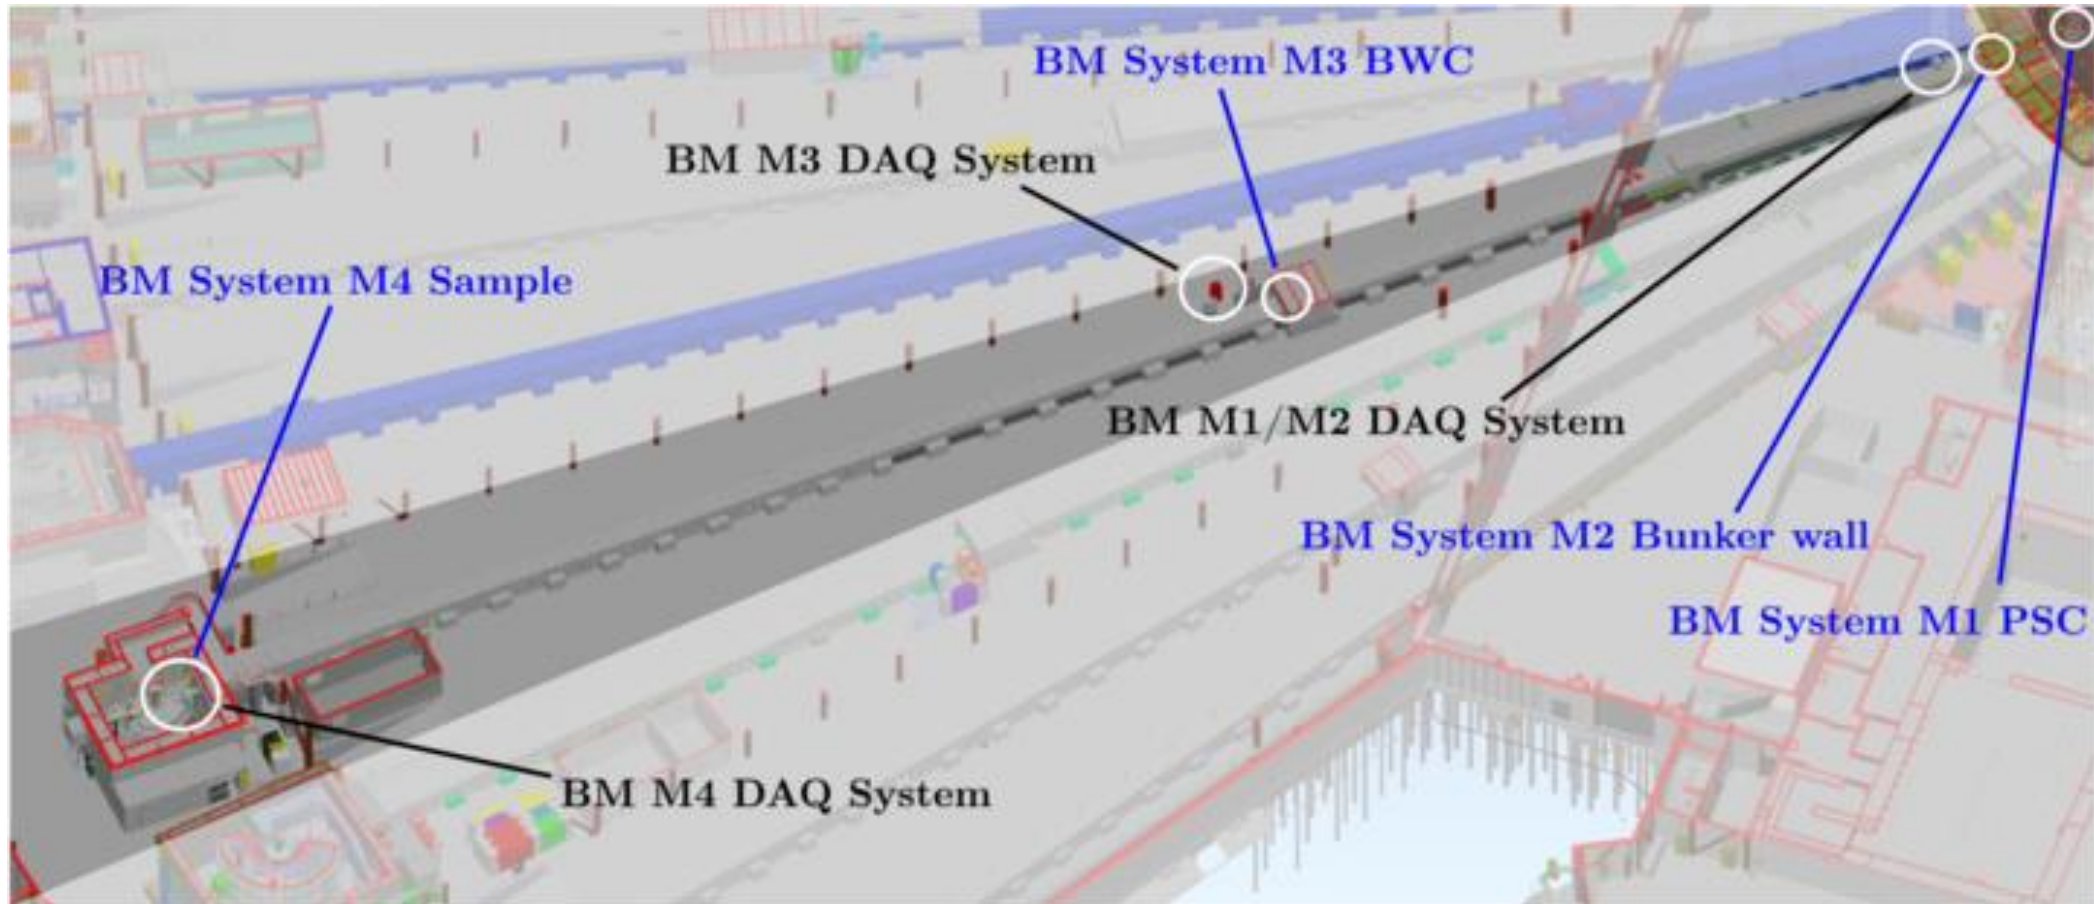 BM System M3 BWC
BM M3 DAQ System
BM System M4 Sample
BM M1/M2 DAQ System
BM System M2 Bunker wall
BM System M1 PSC
BM M4 DAQ System